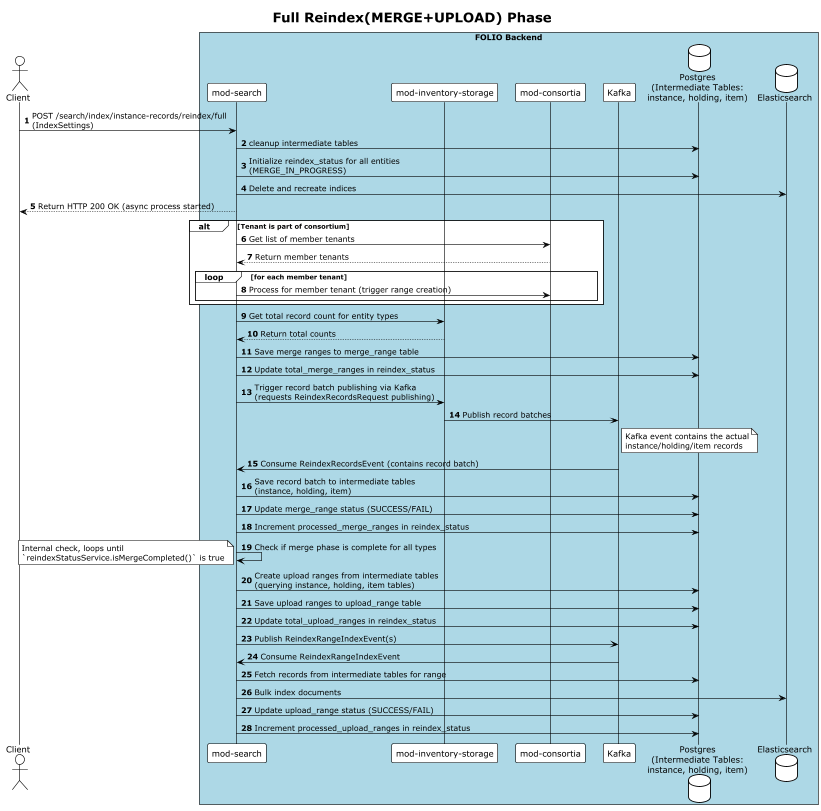 Full Reindex(MERGE+UPLOAD) Phase
FOLIO Backend
Client
mod-search
mod-inventory-storage
mod-consortia
Kafka
Postgres
(Intermediate Tables:
instance, holding, item)
Elasticsearch
1 POST /search/index/instance-records/reindex/full
(IndexSettings)
2 cleanup intermediate tables
3 Initialize reindex_status for all entities
(MERGE_IN_PROGRESS)
4 Delete and recreate indices
5 Return HTTP 200 OK (async process started)
alt [Tenant is part of consortium]
6 Get list of member tenants
7 Return member tenants
loop [for each member tenant]
8 Process for member tenant (trigger range creation)
9 Get total record count for entity types
10 Return total counts
11 Save merge ranges to merge_range table
12 Update total_merge_ranges in reindex_status
13 Trigger record batch publishing via Kafka
(requests ReindexRecordsRequest publishing)
14 Publish record batches
Kafka event contains the actual
instance/holding/item records
15 Consume ReindexRecordsEvent (contains record batch)
16 Save record batch to intermediate tables
(instance, holding, item)
17 Update merge_range status (SUCCESS/FAIL)
18 Increment processed_merge_ranges in reindex_status
Internal check, loops until
`reindexStatusService.isMergeCompleted()` is true
19 Check if merge phase is complete for all types
20 Create upload ranges from intermediate tables
(querying instance, holding, item tables)
21 Save upload ranges to upload_range table
22 Update total_upload_ranges in reindex_status
23 Publish ReindexRangeIndexEvent(s)
24 Consume ReindexRangeIndexEvent
25 Fetch records from intermediate tables for range
26 Bulk index documents
27 Update upload_range status (SUCCESS/FAIL)
28 Increment processed_upload_ranges in reindex_status
Client
mod-search
mod-inventory-storage
mod-consortia
Kafka
Postgres
(Intermediate Tables:
instance, holding, item)
Elasticsearch